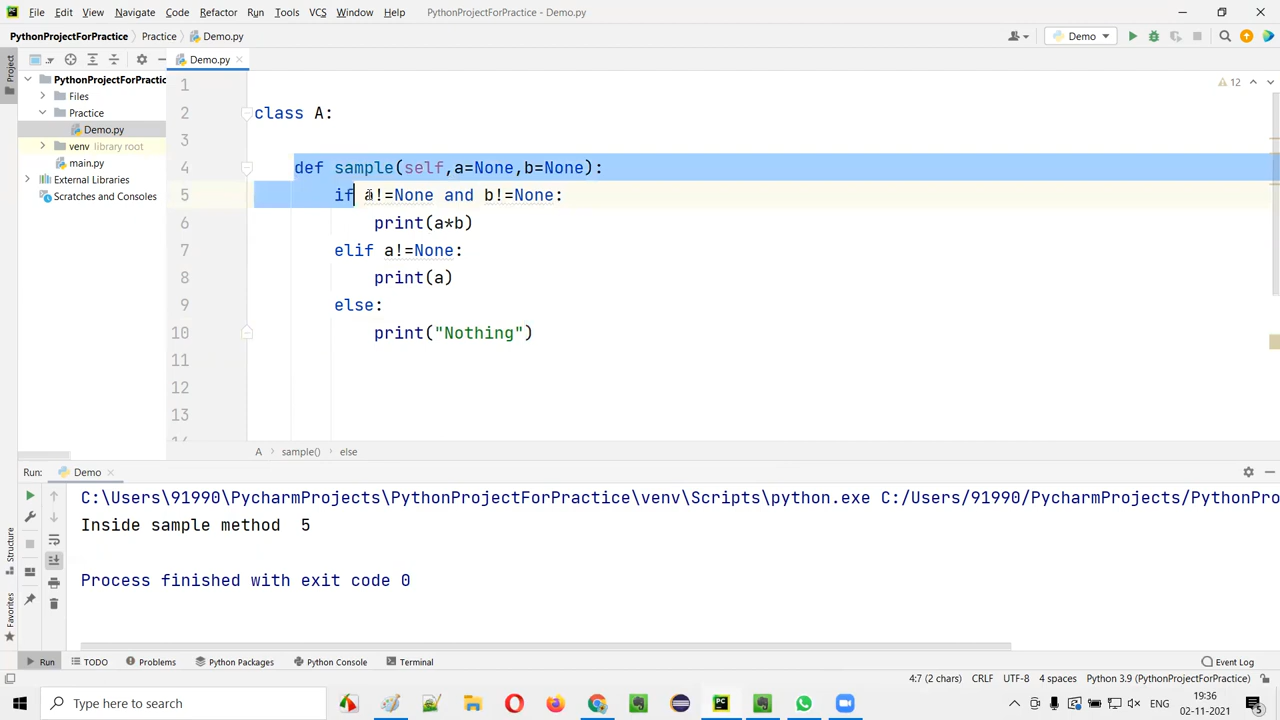 File Edit View Navigate Code Refactor Run Tools VCS Window Help PythonProjectForPractice - Demo.py
PythonProjectForPractice Practice Demo.py Demo
Project
Demo.py
PythonProjectForPractic
Files
Practice
Demo.py
venv library root
main.py
External Libraries
Scratches and Consoles
12
1
2 class A:
3
4 def sample(self,a=None,b=None):
5 if a!=None and b!=None:
6 print(a*b)
7 elif a!=None:
8 print(a)
9 else:
10 print("Nothing")
11
12
13
14
A sample() else
Run: Demo
C:\Users\91990\PycharmProjects\PythonProjectForPractice\venv\Scripts\python.exe C:/Users/91990/PycharmProjects/PythonPro
Inside sample method 5
Process finished with exit code 0
Structure
Favorites
Run TODO Problems Python Packages Python Console Terminal Event Log
4:7 (2 chars) CRLF UTF-8 4 spaces Python 3.9 (PythonProjectForPractice)
Type here to search
ENG
19:36
02-11-2021
5